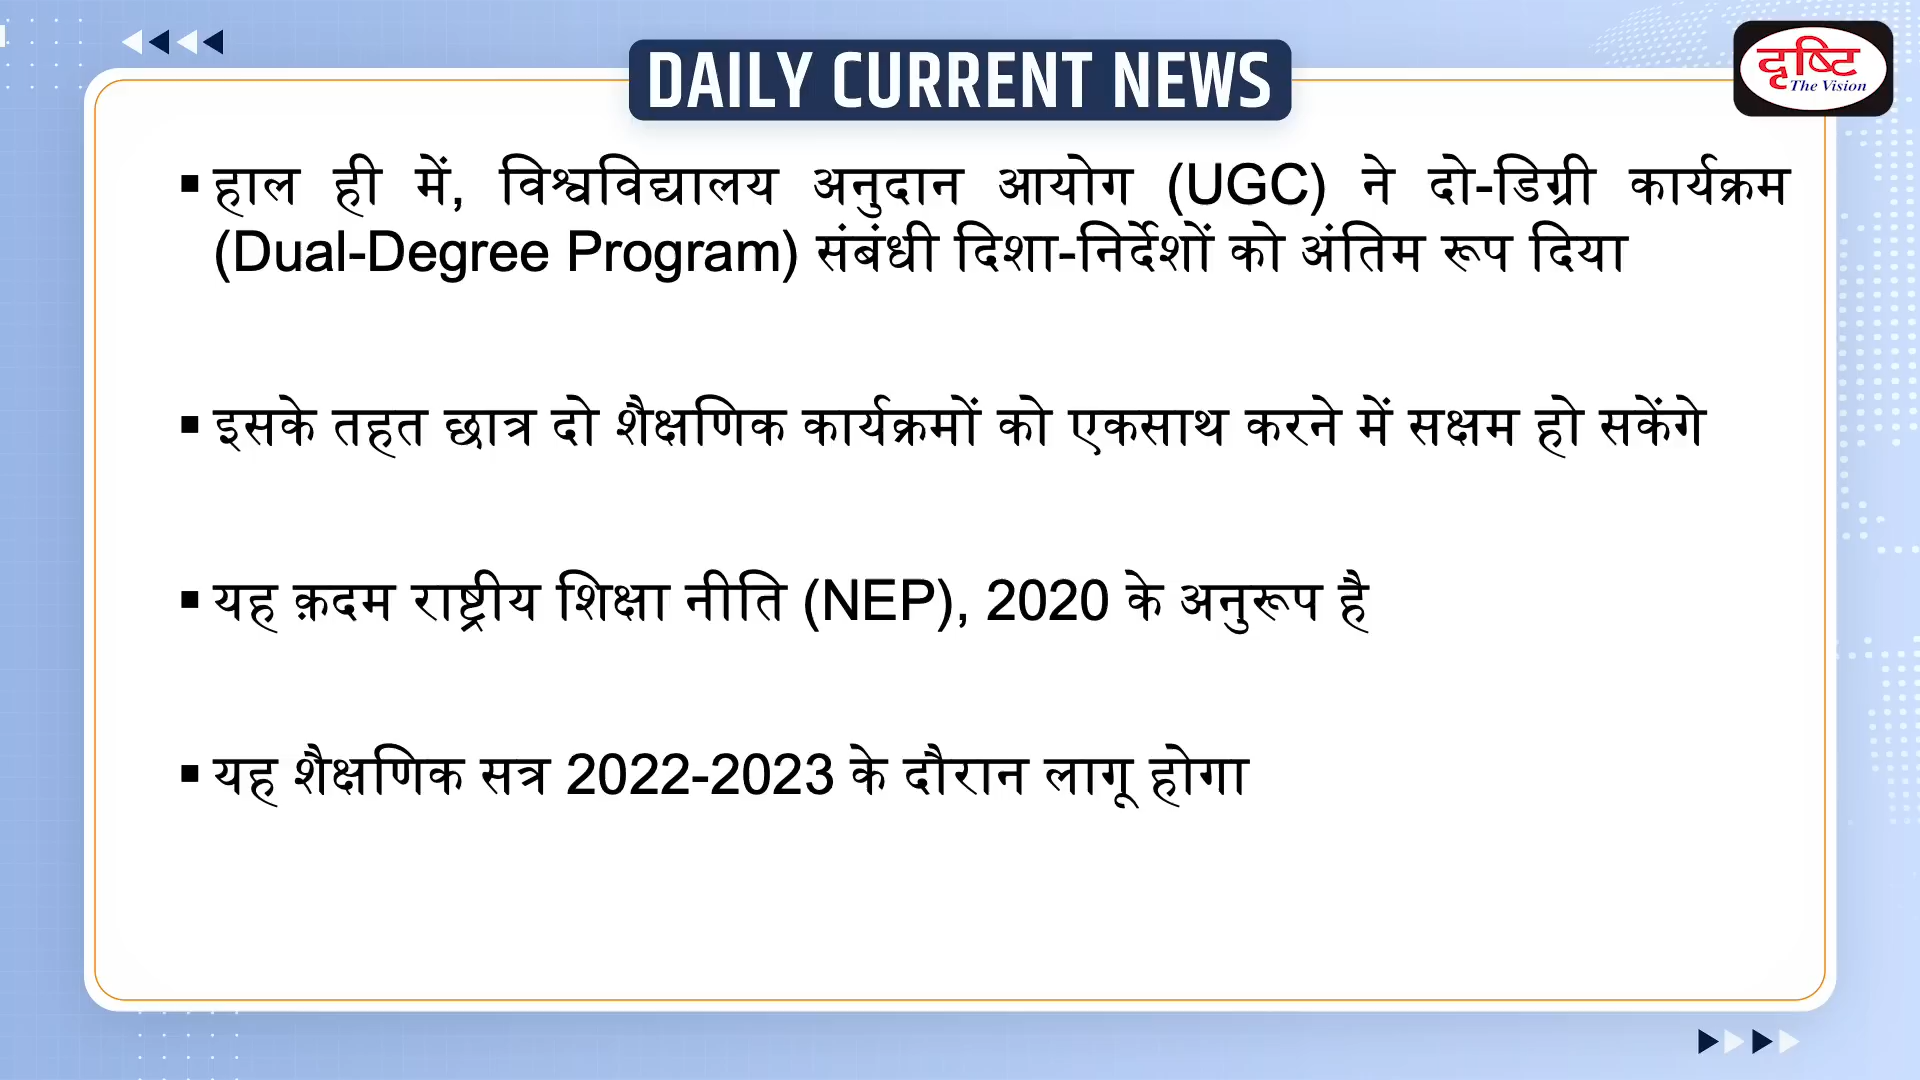 DAILY CURRENT NEWS
दृष्टि
The Vision
▪ हाल ही में, विश्वविद्यालय अनुदान आयोग (UGC) ने दो-डिग्री कार्यक्रम
(Dual-Degree Program) संबंधी दिशा-निर्देशों को अंतिम रूप दिया
▪ इसके तहत छात्र दो शैक्षणिक कार्यक्रमों को एकसाथ करने में सक्षम हो सकेंगे
▪ यह क़दम राष्ट्रीय शिक्षा नीति (NEP), 2020 के अनुरूप है
▪ यह शैक्षणिक सत्र 2022-2023 के दौरान लागू होगा